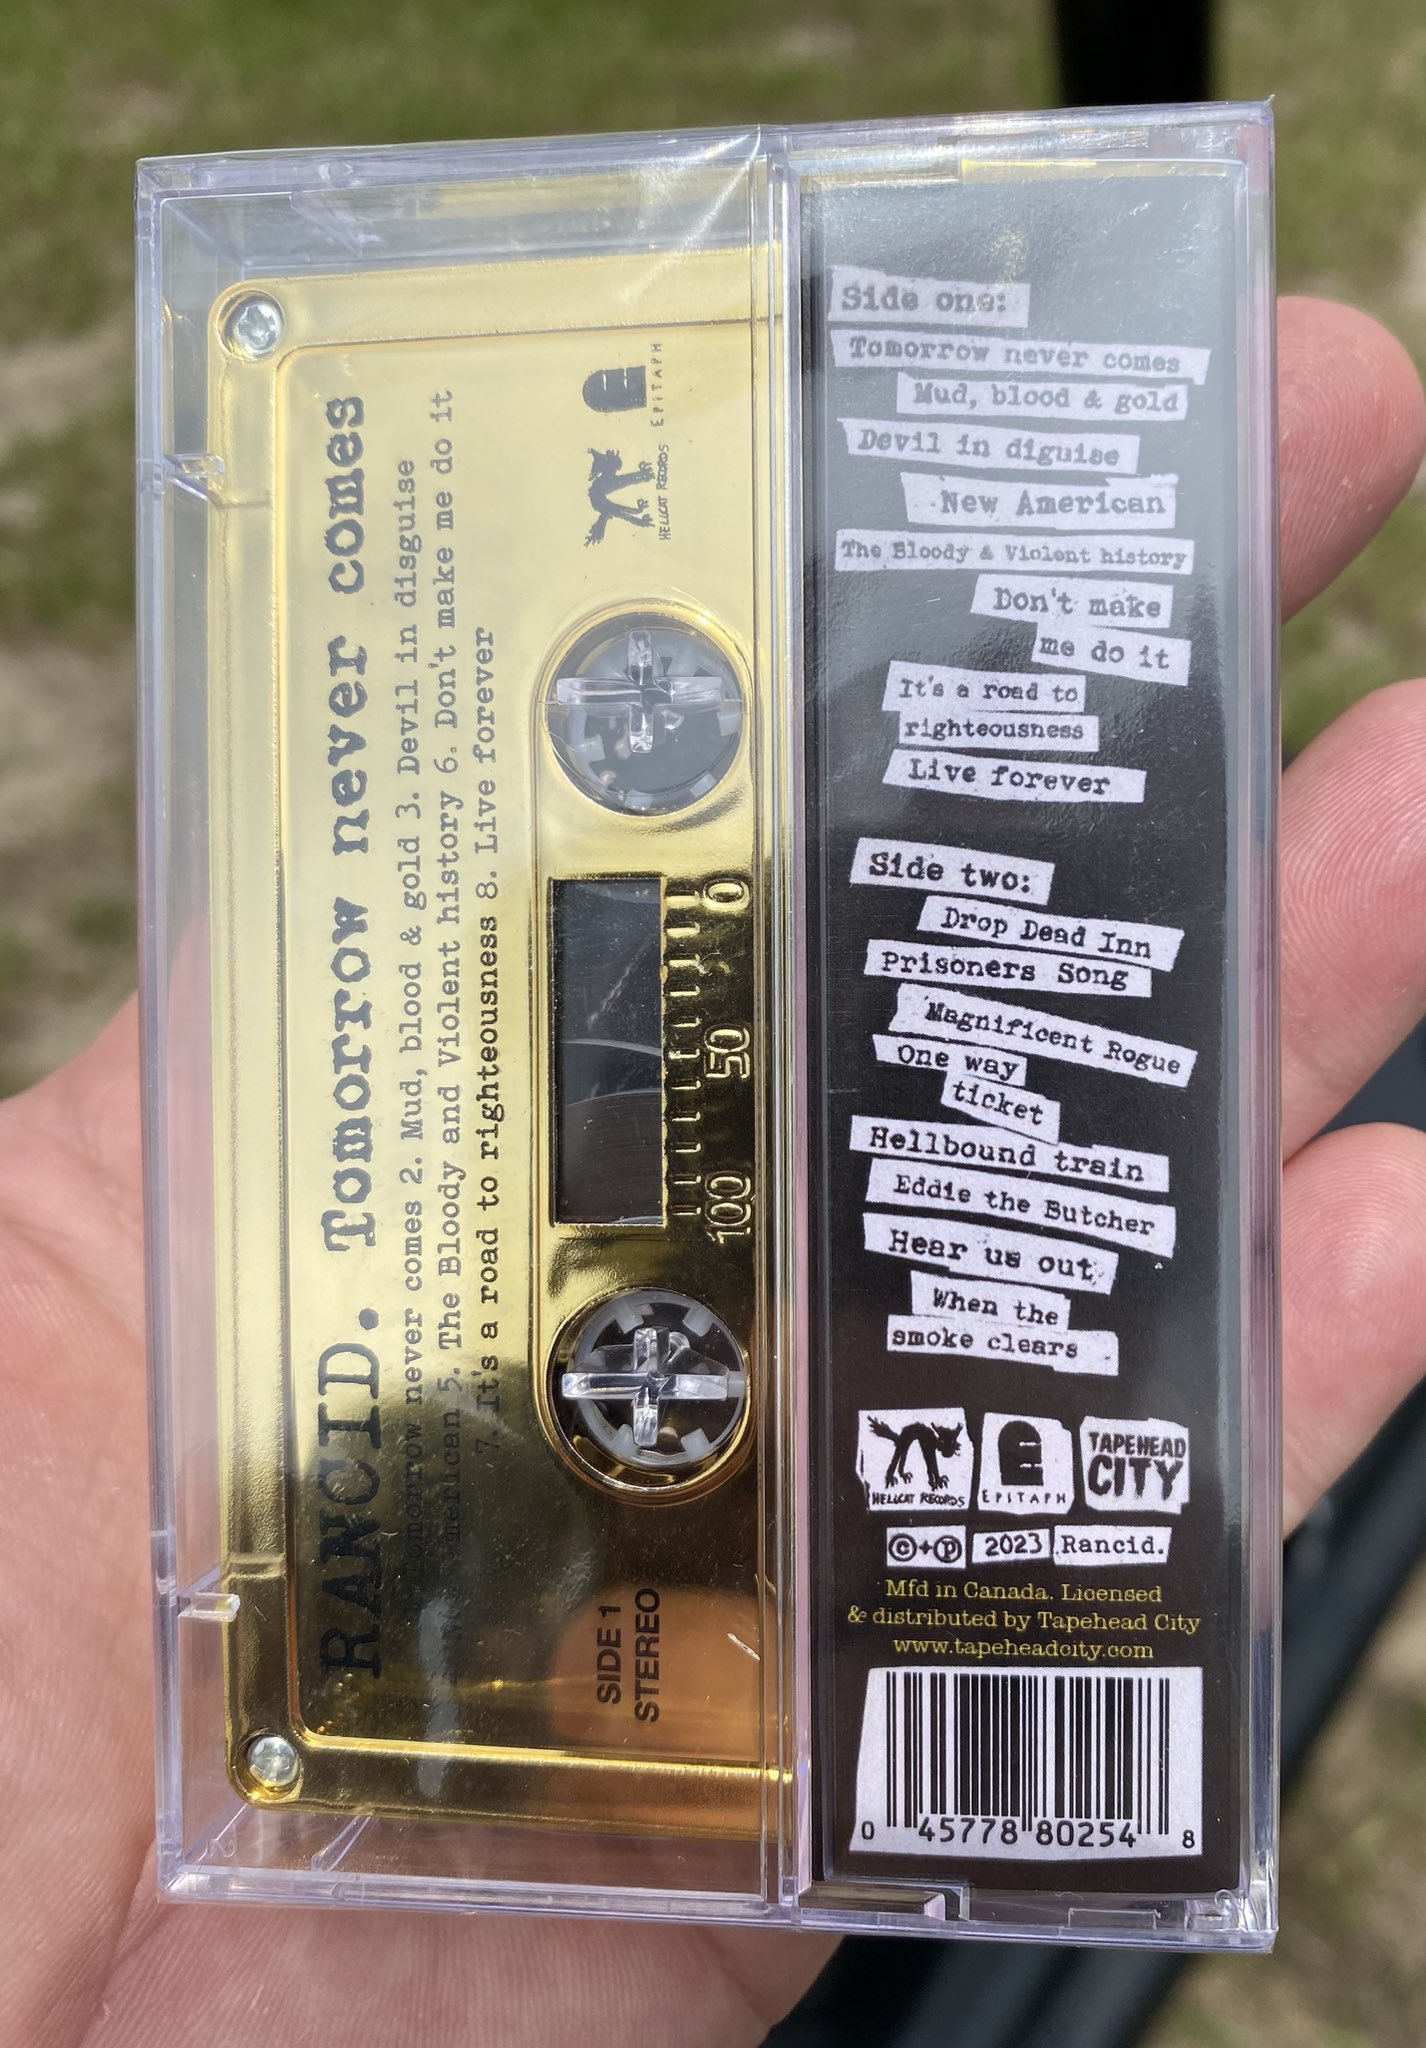 RANCID. Tomorrow never comes
Tomorrow never comes 2. Mud, blood & gold 3. Devil in disguise
American 5. The Bloody and Violent history 6. Don't make me do it
7. It's a road to righteousness 8. Live forever
HELLCAT RECORDS
EPITAPH
0
50
100
SIDE 1
STEREO
Side one:
Tomorrow never comes
Mud, blood & gold
Devil in diguise
New American
The Bloody & Violent history
Don't make
me do it
It's a road to
righteousness
Live forever
Side two:
Drop Dead Inn
Prisoners Song
Magnificent Rogue
One way
ticket
Hellbound train
Eddie the Butcher
Hear us out
When the
smoke clears
HELLCAT RECORDS
EPITAPH
TAPEHEAD
CITY
©+℗ 2023 Rancid.
Mfd in Canada. Licensed
& distributed by Tapehead City
www.tapeheadcity.com
0 45778 80254 8